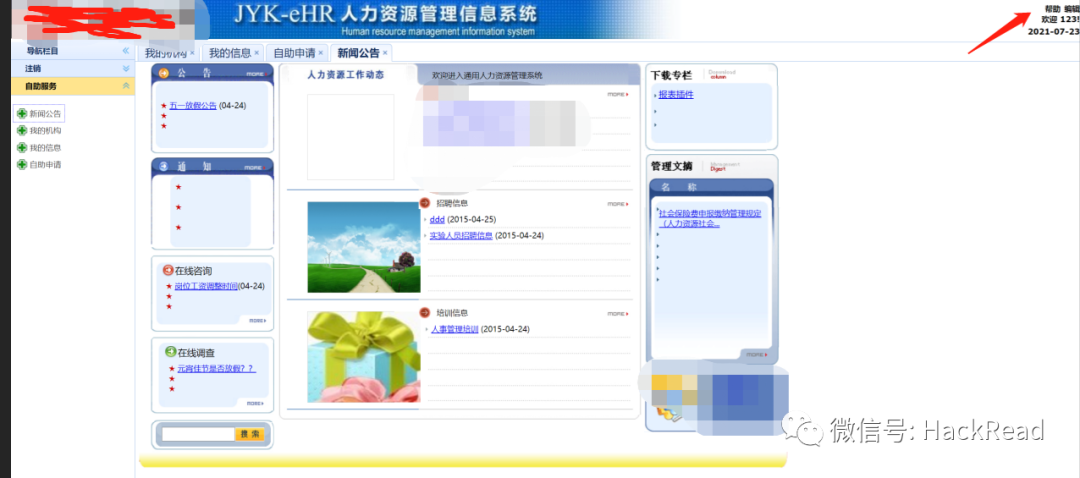 JYK-eHR 人力资源管理信息系统
Human resource management information system
帮助 编辑
欢迎 123!
2021-07-23
导航栏目
注销
自助服务
新闻公告
我的机构
我的信息
自助申请
我的机构 × 我的信息 × 自助申请 × 新闻公告 ×
公 告 MORE
五一放假公告 (04-24)
通 知 MORE
在线咨询
岗位工资调整时间(04-24)
MORE
在线调查
元宵佳节是否放假？？
MORE
搜 索
人力资源工作动态
欢迎进入通用人力资源管理系统
MORE
招聘信息 MORE
ddd (2015-04-25)
实验人员招聘信息 (2015-04-24)
培训信息 MORE
人事管理培训 (2015-04-24)
下载专栏 Download column
报表插件
管理文摘 Management Digest
名 称
社会保险费申报缴纳管理规定
（人力资源社会...
MORE
微信号: HackRead